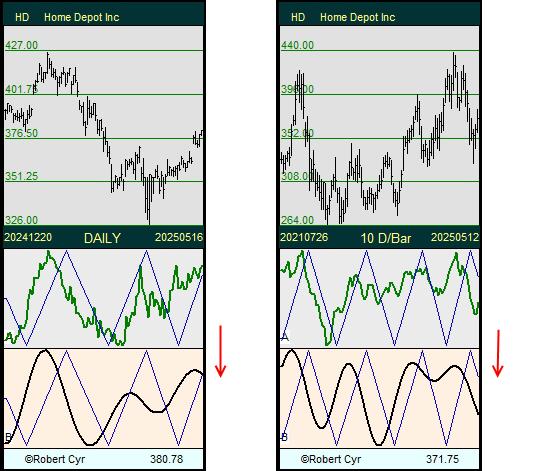 HD Home Depot Inc
427.00
401.75
376.50
351.25
326.00
20241220 DAILY 20250516
B
©Robert Cyr 380.78
HD Home Depot Inc
440.00
396.00
352.00
308.00
264.00
20210726 10 D/Bar 20250512
A
B
©Robert Cyr 371.75